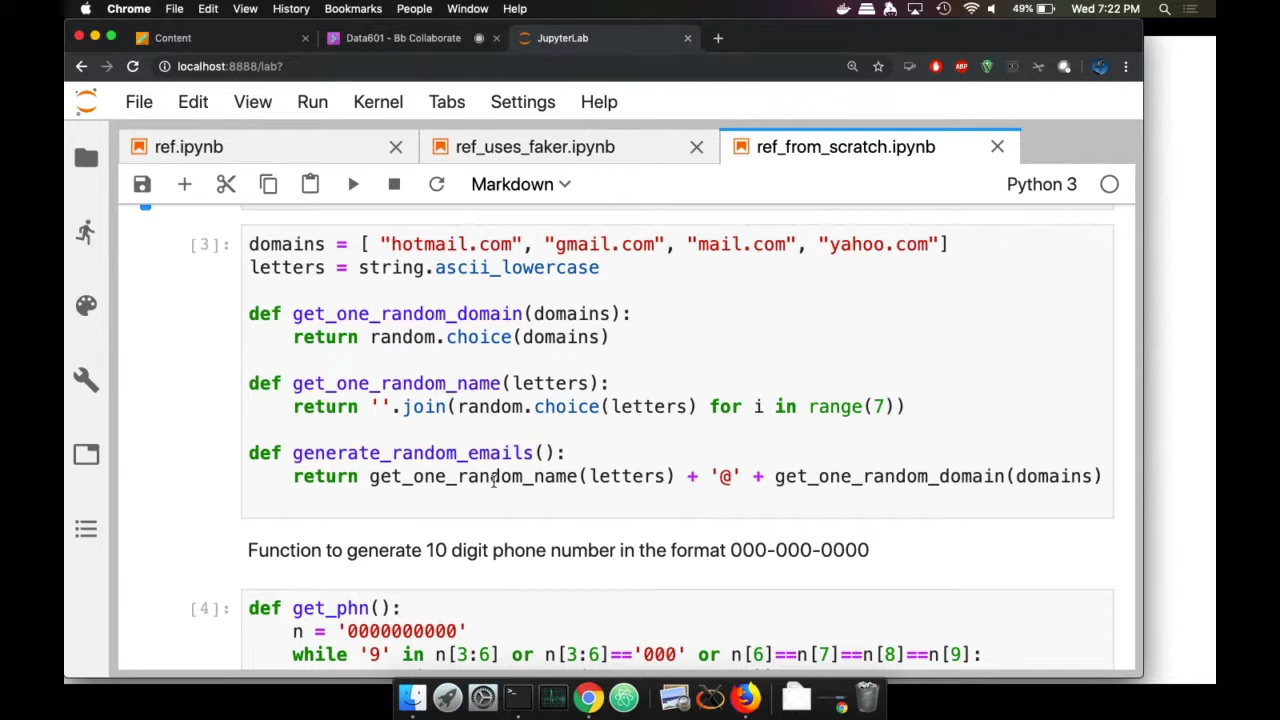 Chrome File Edit View History Bookmarks People Window Help 49% Wed 7:22 PM
Content Data601 - Bb Collaborate JupyterLab
localhost:8888/lab?
ABP
File Edit View Run Kernel Tabs Settings Help
ref.ipynb ref_uses_faker.ipynb ref_from_scratch.ipynb
Markdown Python 3
[3]: domains = [ "hotmail.com", "gmail.com", "mail.com", "yahoo.com"]
letters = string.ascii_lowercase
def get_one_random_domain(domains):
return random.choice(domains)
def get_one_random_name(letters):
return ''.join(random.choice(letters) for i in range(7))
def generate_random_emails():
return get_one_random_name(letters) + '@' + get_one_random_domain(domains)
Function to generate 10 digit phone number in the format 000-000-0000
[4]: def get_phn():
n = '0000000000'
while '9' in n[3:6] or n[3:6]=='000' or n[6]==n[7]==n[8]==n[9]: